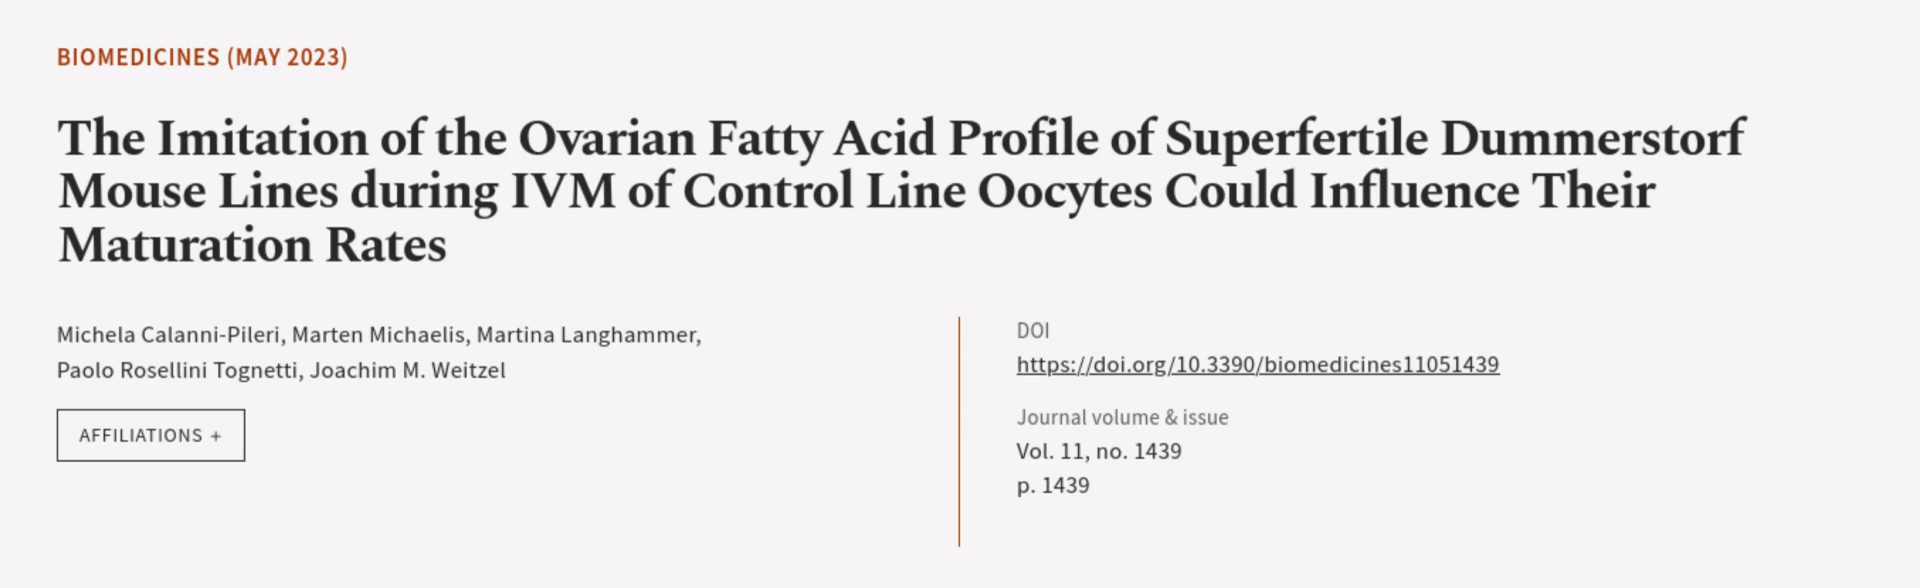 BIOMEDICINES (MAY 2023)
The Imitation of the Ovarian Fatty Acid Profile of Superfertile Dummerstorf
Mouse Lines during IVM of Control Line Oocytes Could Influence Their
Maturation Rates
Michela Calanni-Pileri, Marten Michaelis, Martina Langhammer,
Paolo Rosellini Tognetti, Joachim M. Weitzel
AFFILIATIONS +
DOI
https://doi.org/10.3390/biomedicines11051439
Journal volume & issue
Vol. 11, no. 1439
p. 1439